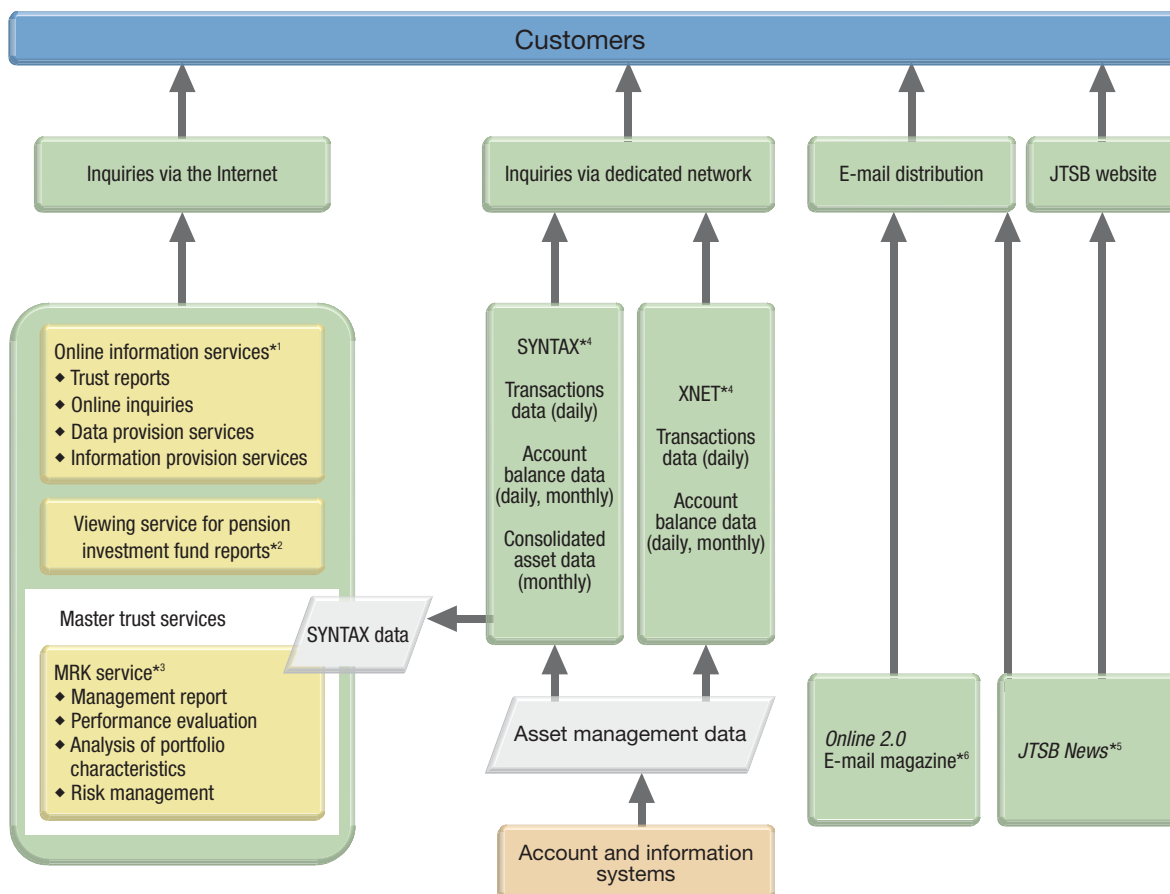 Customers
Inquiries via the Internet
Inquiries via dedicated network
E-mail distribution
JTSB website
Online information services*1
◆ Trust reports
◆ Online inquiries
◆ Data provision services
◆ Information provision services
Viewing service for pension
investment fund reports*2
Master trust services
MRK service*3
◆ Management report
◆ Performance evaluation
◆ Analysis of portfolio
characteristics
◆ Risk management
SYNTAX data
SYNTAX*4
Transactions
data (daily)
Account
balance data
(daily, monthly)
Consolidated
asset data
(monthly)
XNET*4
Transactions
data (daily)
Account
balance data
(daily, monthly)
Asset management data
Account and information
systems
Online 2.0
E-mail magazine*6
JTSB News*5